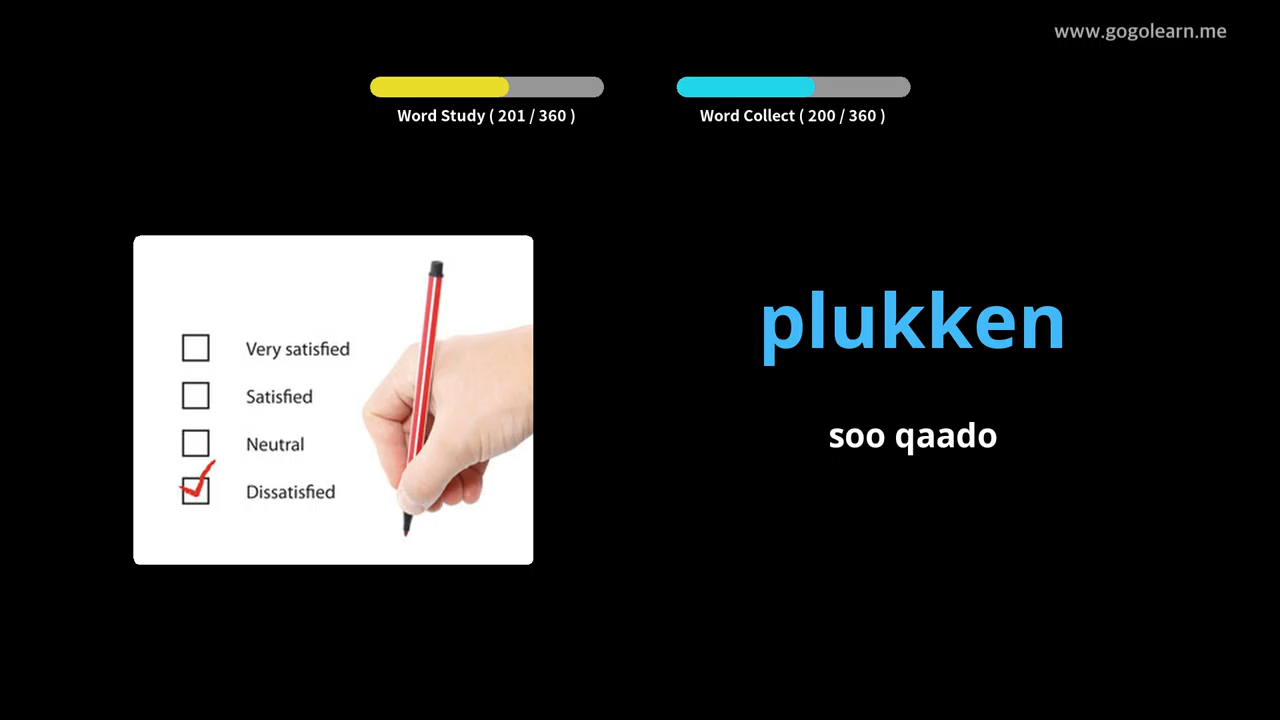 www.gogolearn.me
Word Study ( 201 / 360 )
Word Collect ( 200 / 360 )
Very satisfied
Satisfied
Neutral
Dissatisfied
plukken
soo qaado